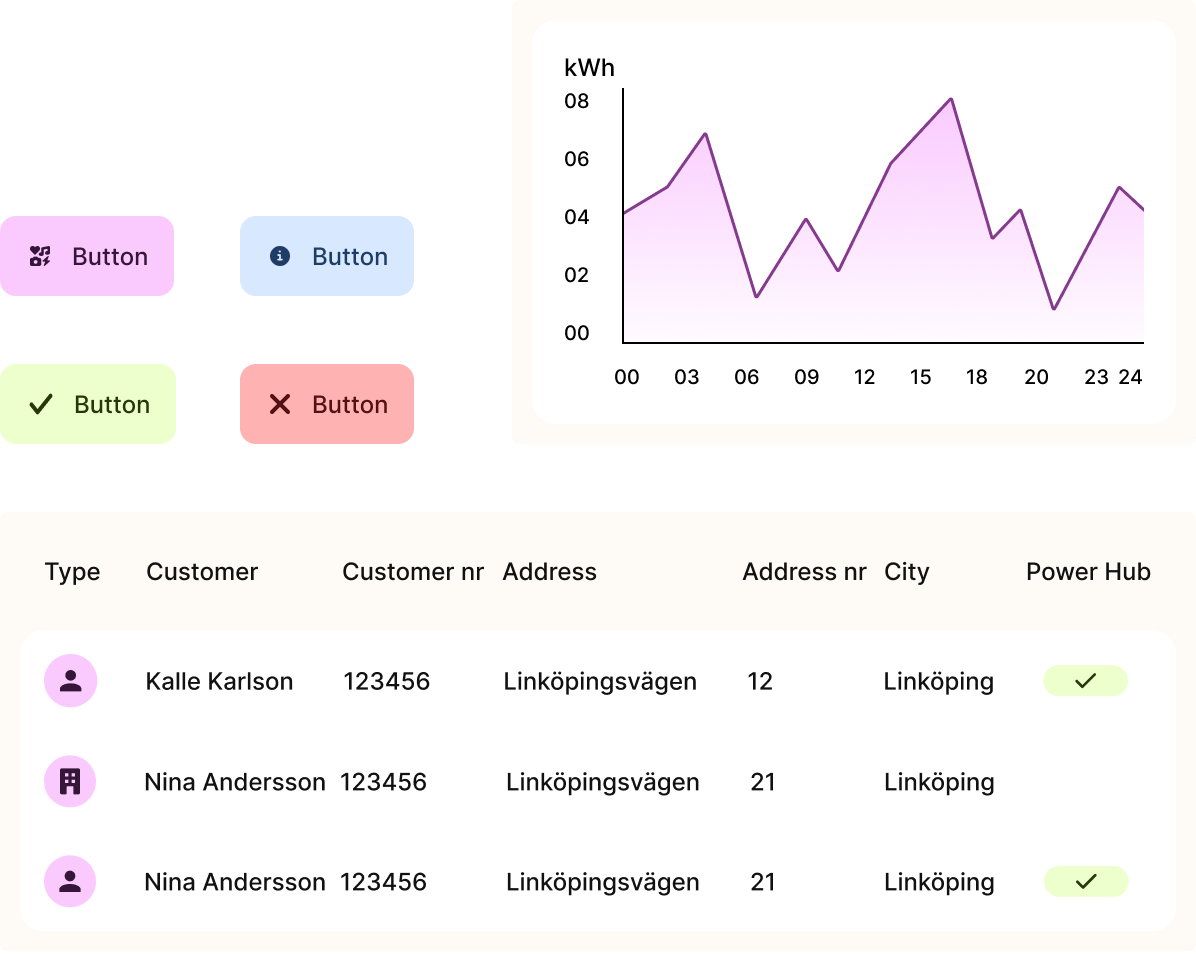 kWh
08
06
04
02
00
00 03 06 09 12 15 18 20 23 24
Button
Button
Button
Button
Type Customer Customer nr Address Address nr City Power Hub
Kalle Karlson 123456 Linköpingsvägen 12 Linköping
Nina Andersson 123456 Linköpingsvägen 21 Linköping
Nina Andersson 123456 Linköpingsvägen 21 Linköping